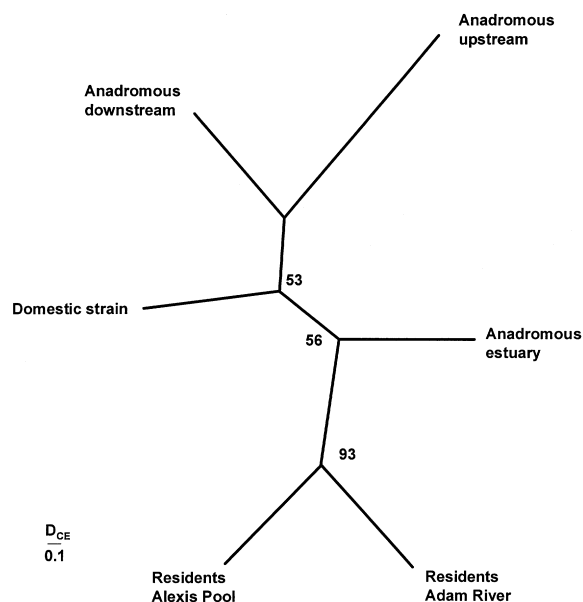 Anadromous
upstream
Anadromous
downstream
53
Domestic strain
56
Anadromous
estuary
93
DCE
0.1
Residents
Alexis Pool
Residents
Adam River